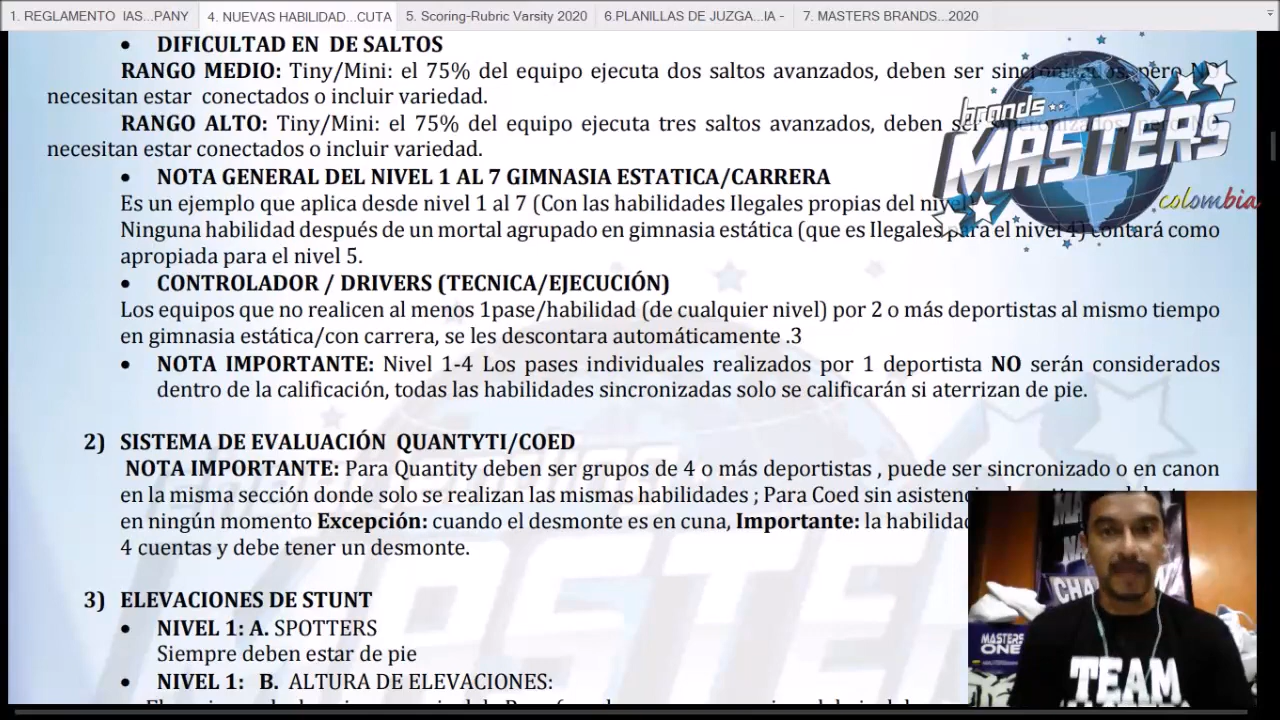 1. REGLAMENTO IAS...PANY
4. NUEVAS HABILIDAD...CUTA
5. Scoring-Rubric Varsity 2020
6.PLANILLAS DE JUZGA...IA -
7. MASTERS BRANDS...2020
• DIFICULTAD EN DE SALTOS
RANGO MEDIO: Tiny/Mini: el 75% del equipo ejecuta dos saltos avanzados, deben ser sincronizados, pero NO
necesitan estar conectados o incluir variedad.
RANGO ALTO: Tiny/Mini: el 75% del equipo ejecuta tres saltos avanzados, deben ser sincronizados, pero NO
necesitan estar conectados o incluir variedad.
• NOTA GENERAL DEL NIVEL 1 AL 7 GIMNASIA ESTATICA/CARRERA
Es un ejemplo que aplica desde nivel 1 al 7 (Con las habilidades Ilegales propias del nivel
Ninguna habilidad después de un mortal agrupado en gimnasia estática (que es Ilegales para el nivel 4) contará como
apropiada para el nivel 5.
• CONTROLADOR / DRIVERS (TECNICA/EJECUCIÓN)
Los equipos que no realicen al menos 1pase/habilidad (de cualquier nivel) por 2 o más deportistas al mismo tiempo
en gimnasia estática/con carrera, se les descontara automáticamente .3
• NOTA IMPORTANTE: Nivel 1-4 Los pases individuales realizados por 1 deportista NO serán considerados
dentro de la calificación, todas las habilidades sincronizadas solo se calificarán si aterrizan de pie.
2) SISTEMA DE EVALUACIÓN QUANTYTI/COED
NOTA IMPORTANTE: Para Quantity deben ser grupos de 4 o más deportistas , puede ser sincronizado o en canon
en la misma sección donde solo se realizan las mismas habilidades ; Para Coed sin
en ningún momento Excepción: cuando el desmonte es en cuna, Importante: la habilidad
4 cuentas y debe tener un desmonte.
3) ELEVACIONES DE STUNT
• NIVEL 1: A. SPOTTERS
Siempre deben estar de pie
• NIVEL 1: B. ALTURA DE ELEVACIONES:
brands
MASTERS
colombia
MASTERS
ONE
TEAM